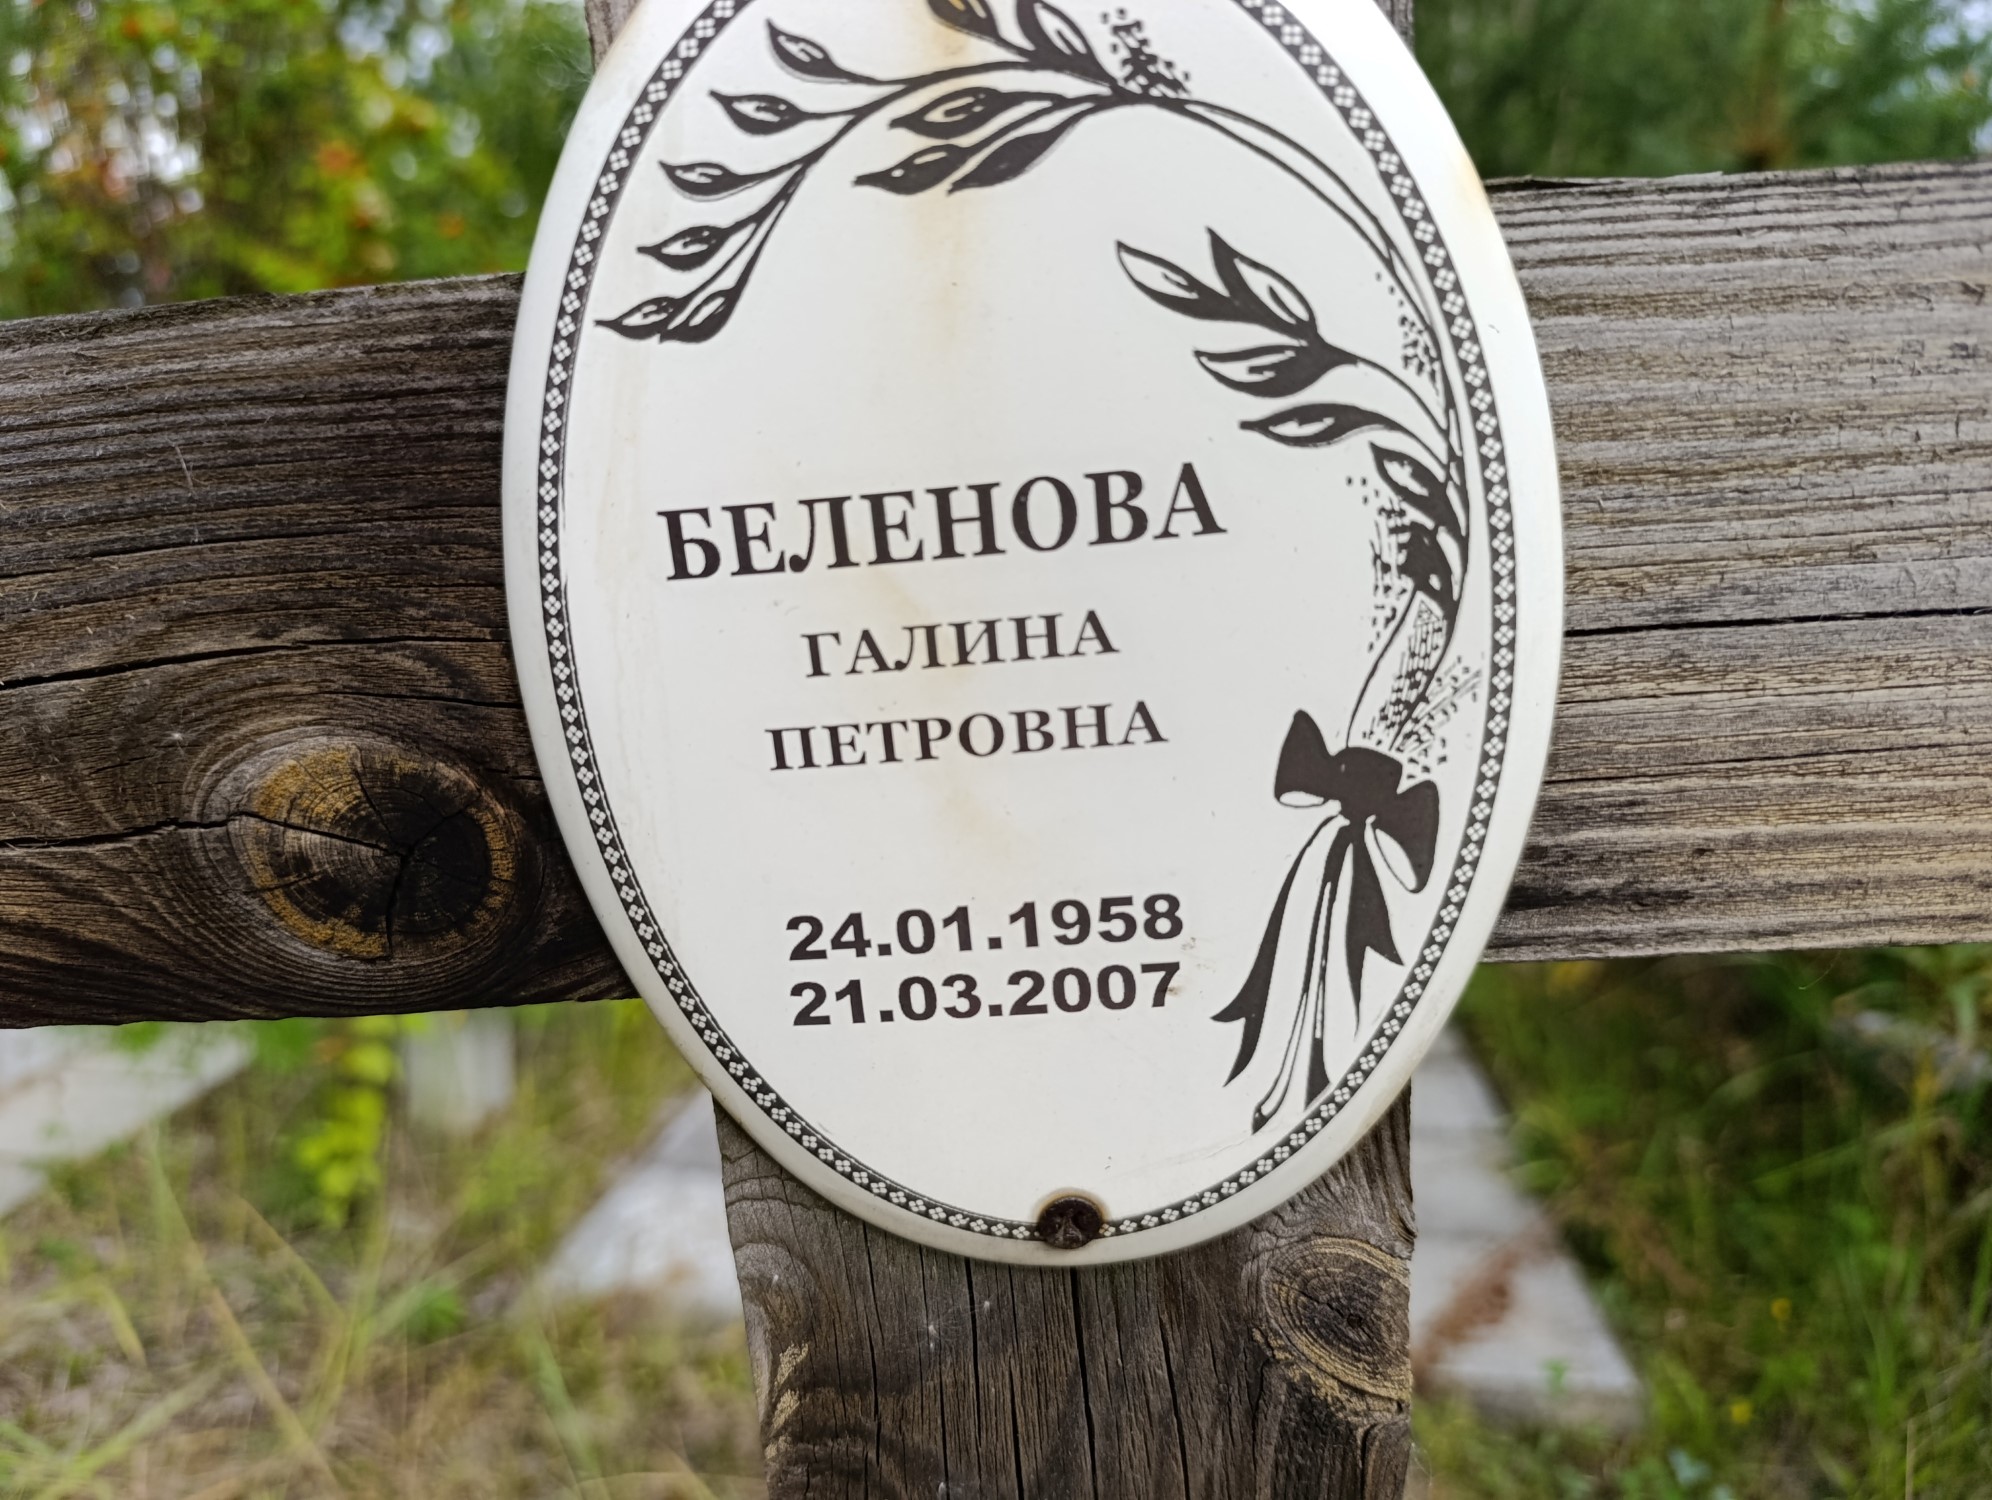 БЕЛЕНОВА
ГАЛИНА
ПЕТРОВНА
24.01.1958
21.03.2007